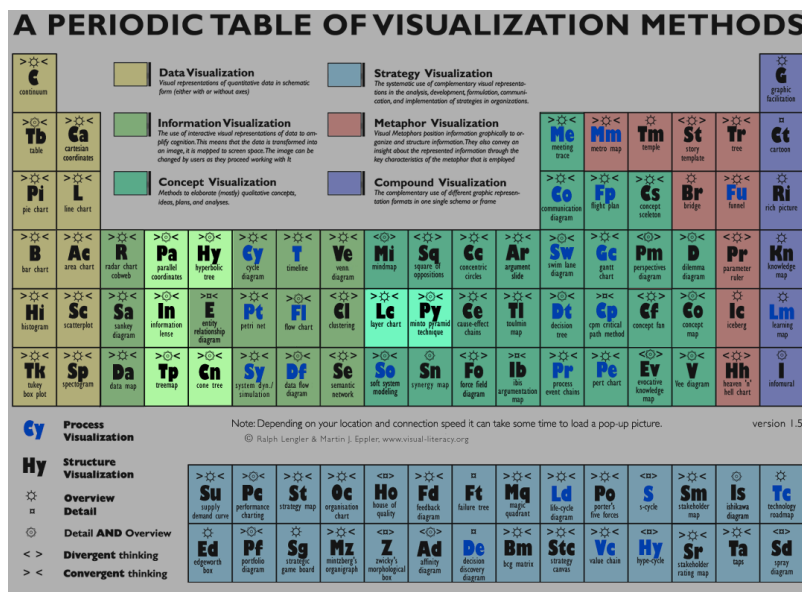 A PERIODIC TABLE OF VISUALIZATION METHODS
> < C continuum
Data Visualization
Visual representations of quantitative data in schematic
form (either with or without axes)
Strategy Visualization
The systematic use of complementary visual representa-
tions in the analysis, development, formulation, communi-
cation, and implementation of strategies in organizations.
G graphic facilitation
> < Tb table
> < Ca cartesian coordinates
Information Visualization
The use of interactive visual representations of data to am-
plify cognition. This means that the data is transformed into
an image, it is mapped to screen space. The image can be
changed by users as they proceed working with it
Metaphor Visualization
Visual Metaphors position information graphically to or-
ganize and structure information. They also convey an
insight about the represented information through the
key characteristics of the metaphor that is employed
> < Me meeting trace
> < Mm metro map
Tm temple
> < St story template
> < Tr tree
Ct cartoon
> < Pi pie chart
> < L line chart
Concept Visualization
Methods to elaborate (mostly) qualitative concepts,
ideas, plans, and analyses.
Compound Visualization
The complementary use of different graphic represen-
tation formats in one single schema or frame
> < Co communication diagram
> < Fp flight plan
> < Cs concept sceleton
Br bridge
> < Fu funnel
Ri rich picture
> < B bar chart
> < Ac area chart
> < R radar chart cobweb
> < Pa parallel coordinates
> < Hy hyperbolic tree
> < Cy cycle diagram
> < T timeline
> < Ve venn diagram
< > Mi mindmap
> < Sq square of oppositions
> < Cc concentric circles
> < Ar argument slide
> < Sw swim lane diagram
> < Gc gantt chart
< > Pm perspectives diagram
> < D dilemma diagram
> < Pr parameter ruler
Kn knowledge map
> < Hi histogram
> < Sc scatterplot
> < Sa sankey diagram
> < In information lense
> < E entity relationship diagram
> < Pt petri net
> < Fl flow chart
> < Cl clustering
> < Lc layer chart
> < Py minto pyramid technique
> < Ce cause-effect chains
> < Tl toulmin map
> < Dt decision tree
> < Cp cpm critical path method
< > Cf concept fan
> < Co concept map
Ic iceberg
Lm learning map
> < Tk tukey box plot
> < Sp spectogram
> < Da data map
> < Tp treemap
> < Cn cone tree
> < Sy system dyn./ simulation
> < Df data flow diagram
< > Se semantic network
> < So soft system modeling
Sn synergy map
> < Fo force field diagram
> < Ib ibis argumentation map
> < Pr process event chains
> < Pe pert chart
< > Ev evocative knowledge map
> < V Vee diagram
Hh heaven 'n' hell chart
I infomural
Cy Process Visualization
Note: Depending on your location and connection speed it can take some time to load a pop-up picture.
version 1.5
© Ralph Lengler & Martin J. Eppler, www.visual-literacy.org
Hy Structure Visualization
Overview
Detail
Detail AND Overview
< > Divergent thinking
> < Convergent thinking
> < Su supply demand curve
> < Pc performance charting
> < St strategy map
> < Oc organisation chart
< > Ho house of quality
> < Fd feedback diagram
Ft failure tree
> < Mq magic quadrant
> < Ld life-cycle diagram
> < Po porter's five forces
< > S s-cycle
> < Sm stakeholder map
Is ishikawa diagram
Tc technology roadmap
Ed edgeworth box
> < Pf portfolio diagram
Sg strategic game board
> < Mz mintzberg's organigraph
< > Z zwicky's morphological box
< > Ad affinity diagram
De decision discovery diagram
> < Bm bcg matrix
> < Stc strategy canvas
> < Vc value chain
< > Hy hype-cycle
> < Sr stakeholder rating map
> < Ta taps
< > Sd spray diagram